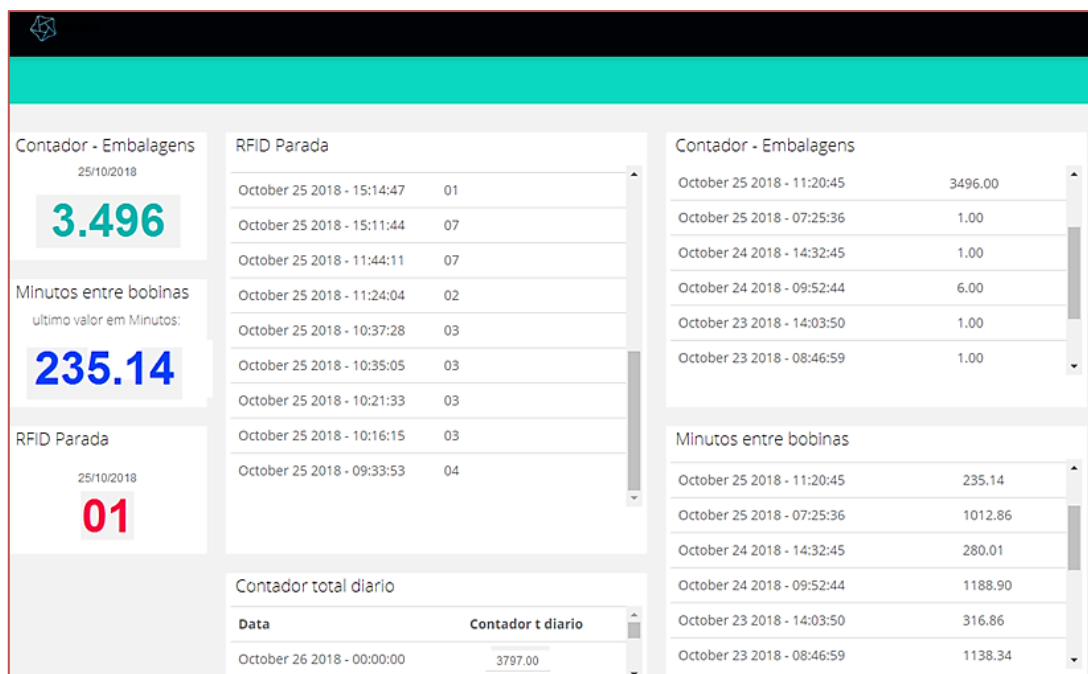 Contador - Embalagens
25/10/2018
3.496
Minutos entre bobinas
ultimo valor em Minutos:
235.14
RFID Parada
25/10/2018
01
RFID Parada
October 25 2018 - 15:14:47 01
October 25 2018 - 15:11:44 07
October 25 2018 - 11:44:11 07
October 25 2018 - 11:24:04 02
October 25 2018 - 10:37:28 03
October 25 2018 - 10:35:05 03
October 25 2018 - 10:21:33 03
October 25 2018 - 10:16:15 03
October 25 2018 - 09:33:53 04
Contador total diario
Data Contador t diario
October 26 2018 - 00:00:00 3797.00
Contador - Embalagens
October 25 2018 - 11:20:45 3496.00
October 25 2018 - 07:25:36 1.00
October 24 2018 - 14:32:45 1.00
October 24 2018 - 09:52:44 6.00
October 23 2018 - 14:03:50 1.00
October 23 2018 - 08:46:59 1.00
Minutos entre bobinas
October 25 2018 - 11:20:45 235.14
October 25 2018 - 07:25:36 1012.86
October 24 2018 - 14:32:45 280.01
October 24 2018 - 09:52:44 1188.90
October 23 2018 - 14:03:50 316.86
October 23 2018 - 08:46:59 1138.34